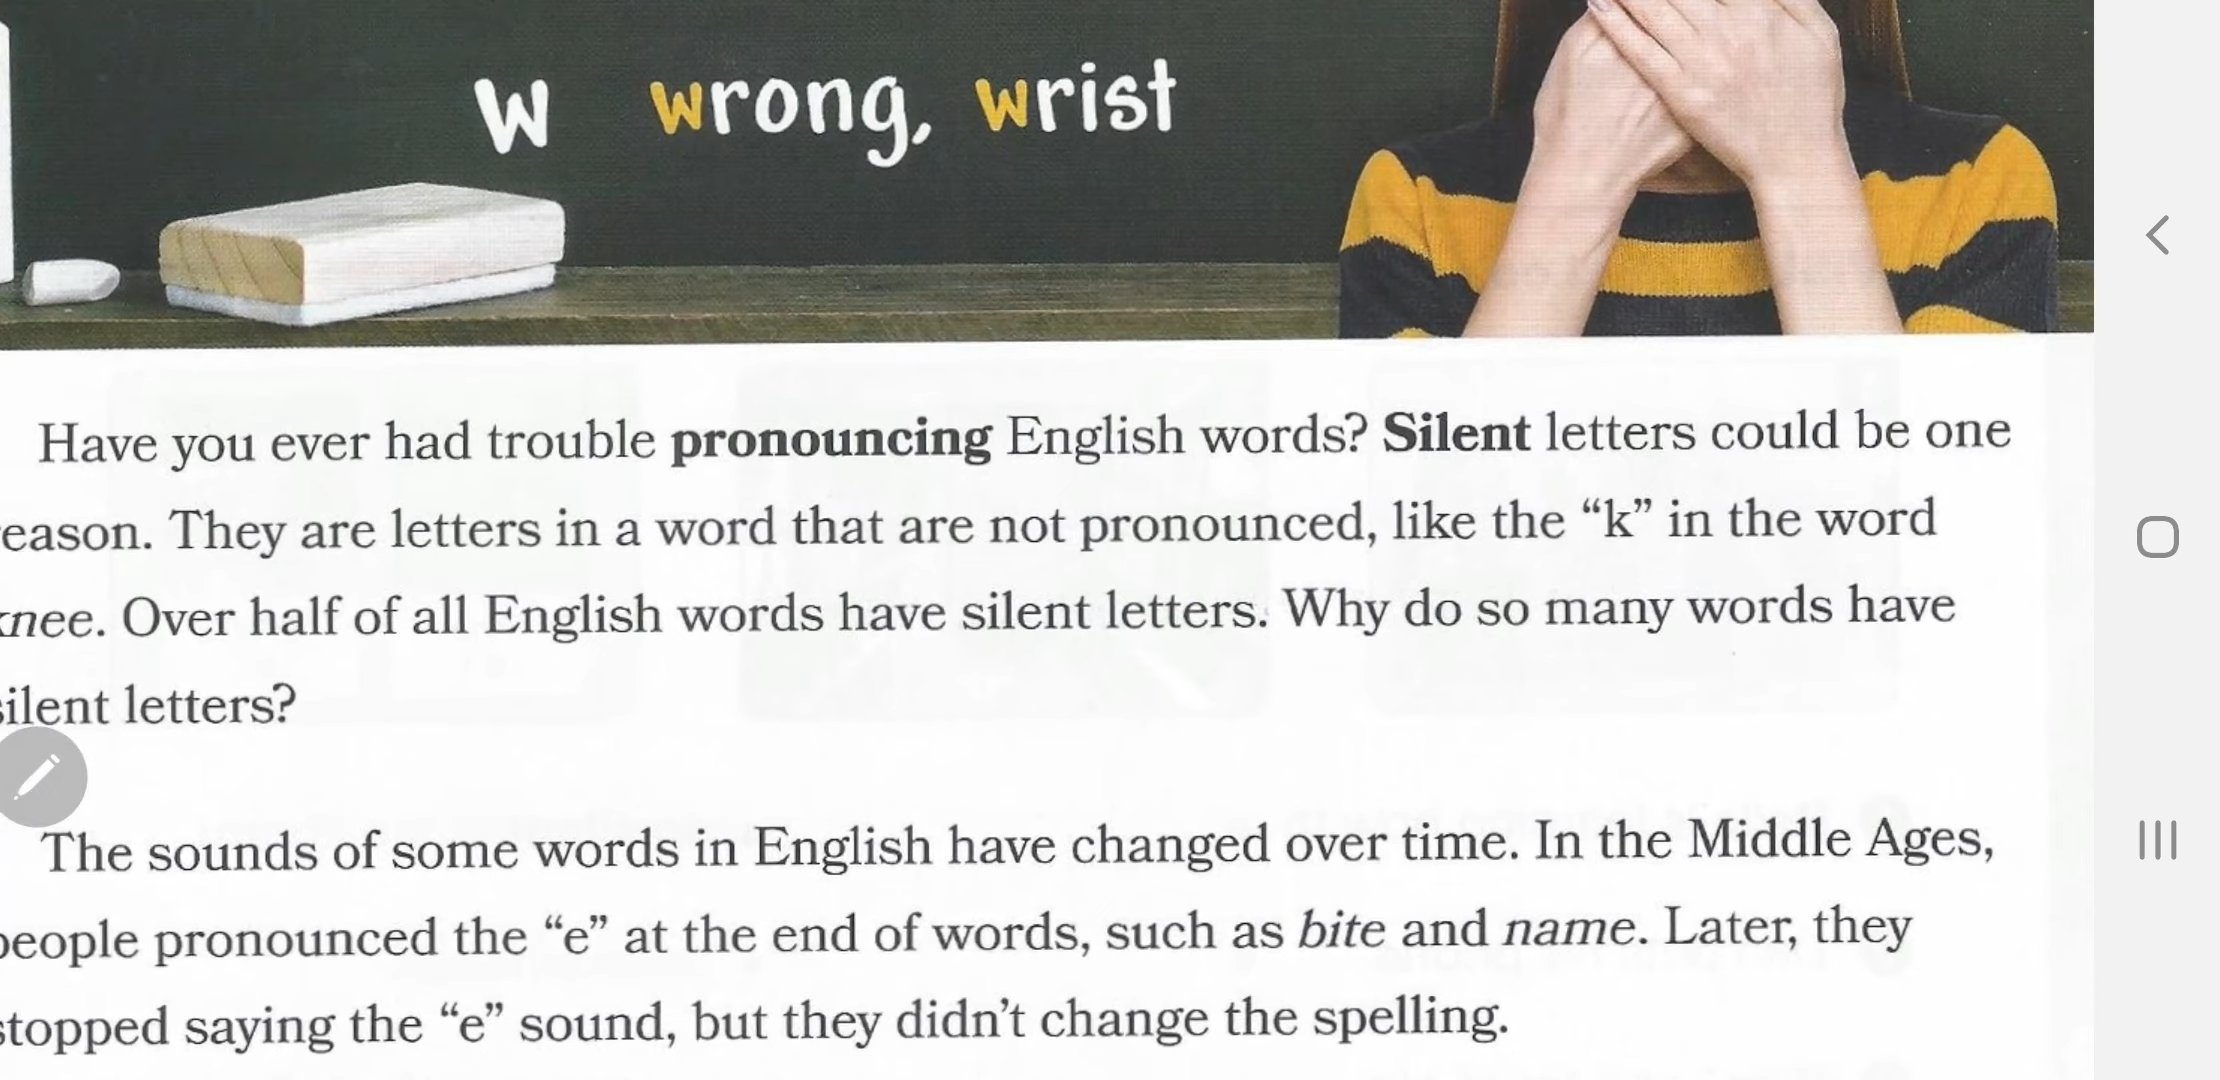 w wrong, wrist
Have you ever had trouble pronouncing English words? Silent letters could be one
eason. They are letters in a word that are not pronounced, like the “k” in the word
knee. Over half of all English words have silent letters. Why do so many words have
silent letters?
The sounds of some words in English have changed over time. In the Middle Ages,
people pronounced the “e” at the end of words, such as bite and name. Later, they
stopped saying the “e” sound, but they didn’t change the spelling.